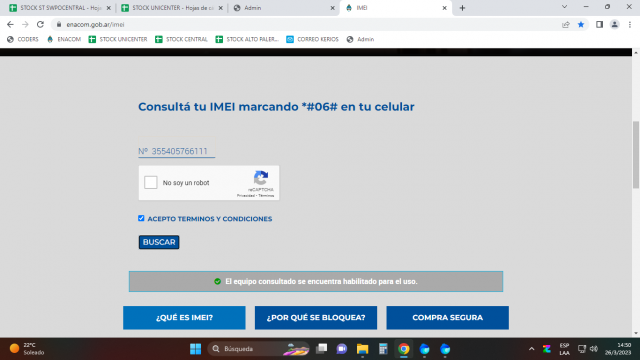 STOCK ST SWPOCENTRAL - Hoja
STOCK UNICENTER - Hojas de cá
Admin
IMEI
enacom.gob.ar/imei
CODERS
ENACOM
STOCK UNICENTER
STOCK CENTRAL
STOCK ALTO PALER...
CORREO KERIOS
Admin
Consultá tu IMEI marcando *#06# en tu celular
Nº 355405766111
No soy un robot
reCAPTCHA
Privacidad - Términos
ACEPTO TERMINOS Y CONDICIONES
BUSCAR
El equipo consultado se encuentra habilitado para el uso.
¿QUÉ ES IMEI?
¿POR QUÉ SE BLOQUEA?
COMPRA SEGURA
22°C
Soleado
Búsqueda
ESP
LAA
14:50
26/3/2023